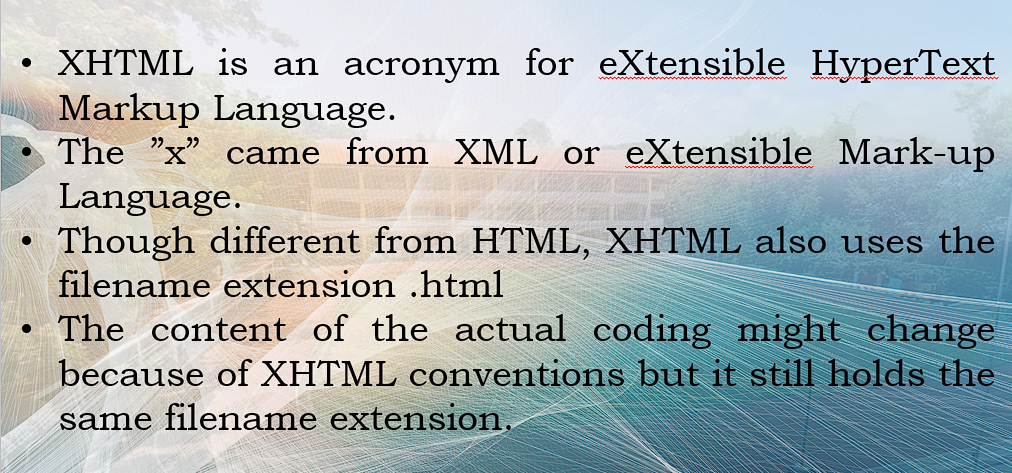 • XHTML is an acronym for eXtensible HyperText
Markup Language.
• The ”x” came from XML or eXtensible Mark-up
Language.
• Though different from HTML, XHTML also uses the
filename extension .html
• The content of the actual coding might change
because of XHTML conventions but it still holds the
same filename extension.